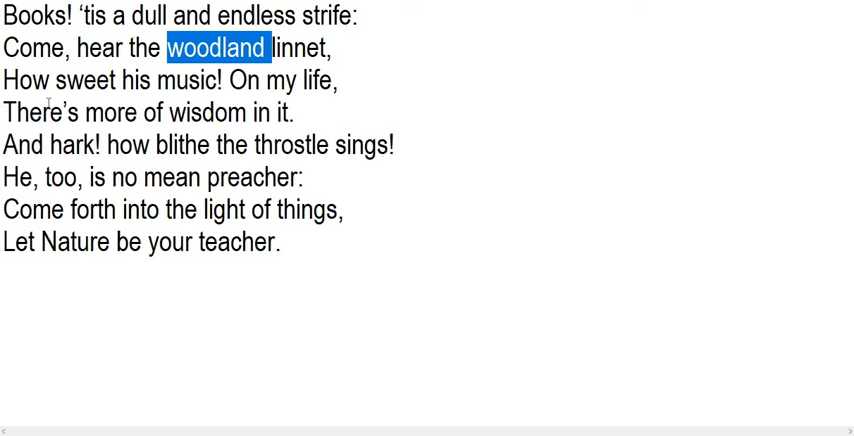 Books! ‘tis a dull and endless strife:
Come, hear the woodland linnet,
How sweet his music! On my life,
There’s more of wisdom in it.
And hark! how blithe the throstle sings!
He, too, is no mean preacher:
Come forth into the light of things,
Let Nature be your teacher.